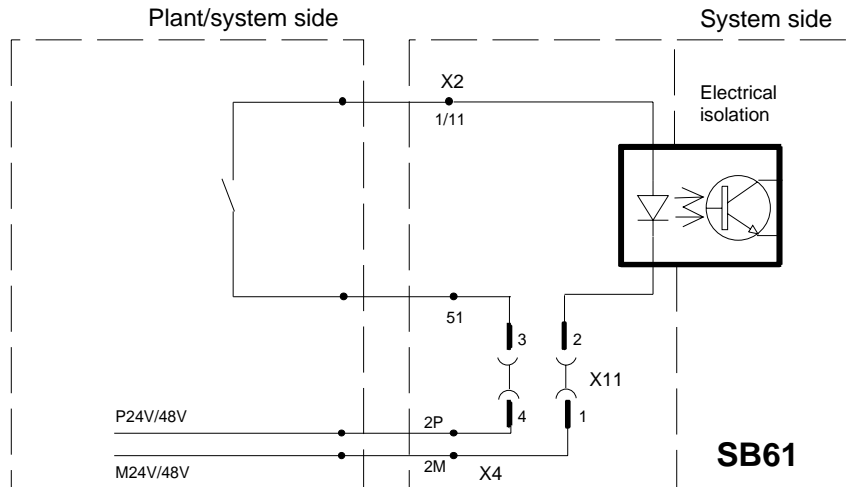 Plant/system side
System side
X2
1/11
Electrical
isolation
51
3
2
X11
P24V/48V
2P
4
1
M24V/48V
2M
X4
SB61